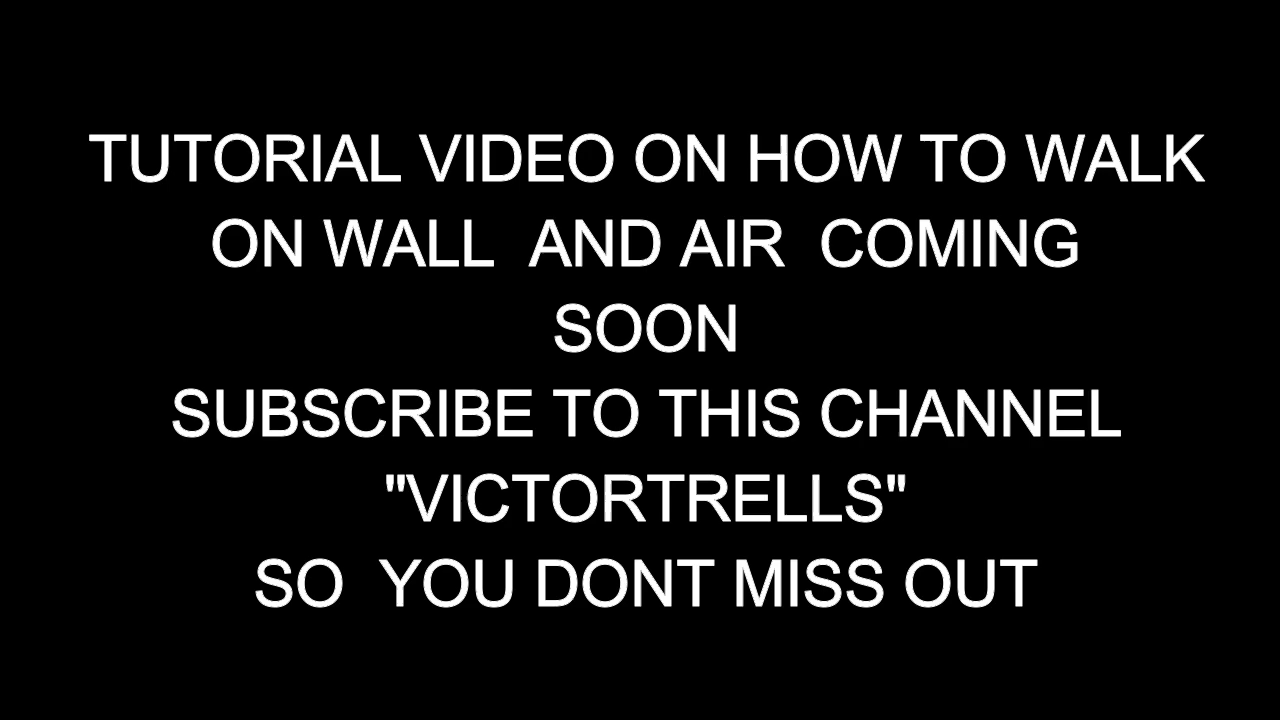 TUTORIAL VIDEO ON HOW TO WALK
ON WALL  AND AIR  COMING
SOON
SUBSCRIBE TO THIS CHANNEL
"VICTORTRELLS"
SO  YOU DONT MISS OUT